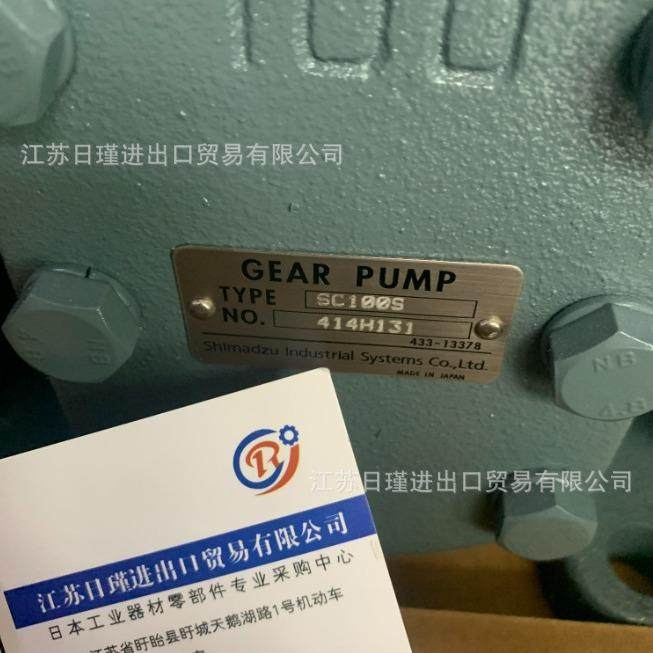 100
江苏日瑾进出口贸易有限公司
GEAR PUMP
TYPE SC100S
NO. 414H131
433-13378
Shimadzu Industrial Systems Co.,Ltd.
MADE IN JAPAN
NB
4.8
江苏日瑾进出口贸易有限公司
江苏日瑾进出口贸易有限公司
日本工业器材零部件专业采购中心
江苏省盱眙县盱城天鹅湖路1号机动车